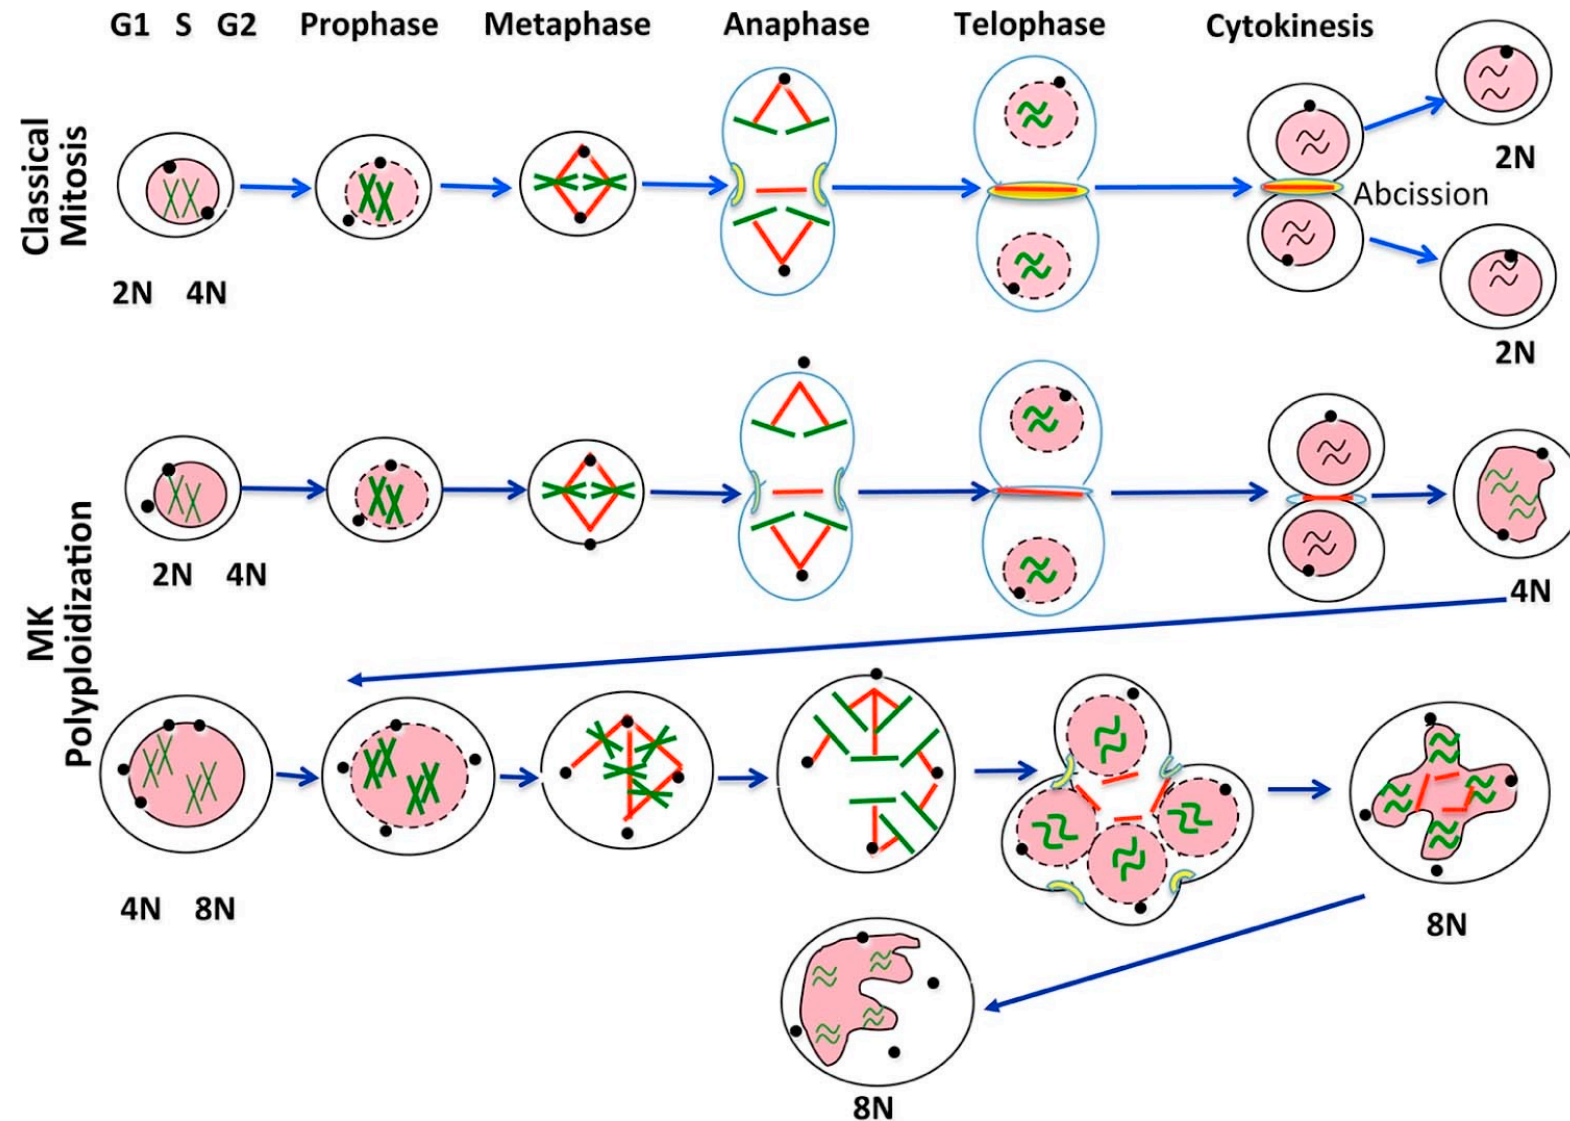 G1 S G2 Prophase Metaphase Anaphase Telophase Cytokinesis
Classical
Mitosis
2N 4N
2N
Abcission
2N
MK
Polyploidization
2N 4N
4N
4N 8N
8N
8N